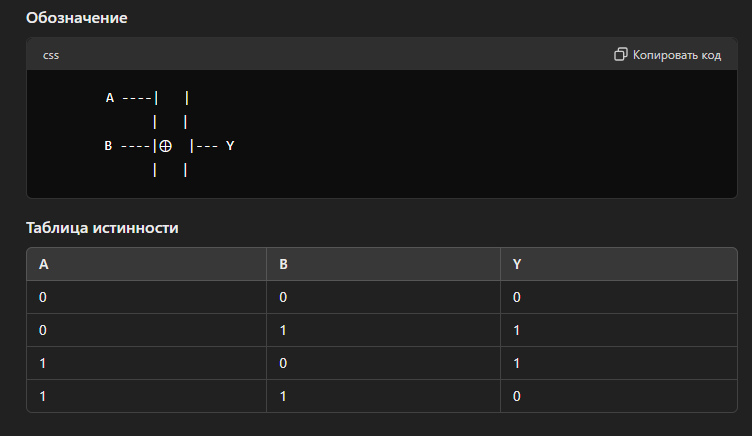 Обозначение
css Копировать код
A ----|   |
      |   |
B ----|⊕  |--- Y
      |   |
Таблица истинности
A B Y
0 0 0
0 1 1
1 0 1
1 1 0